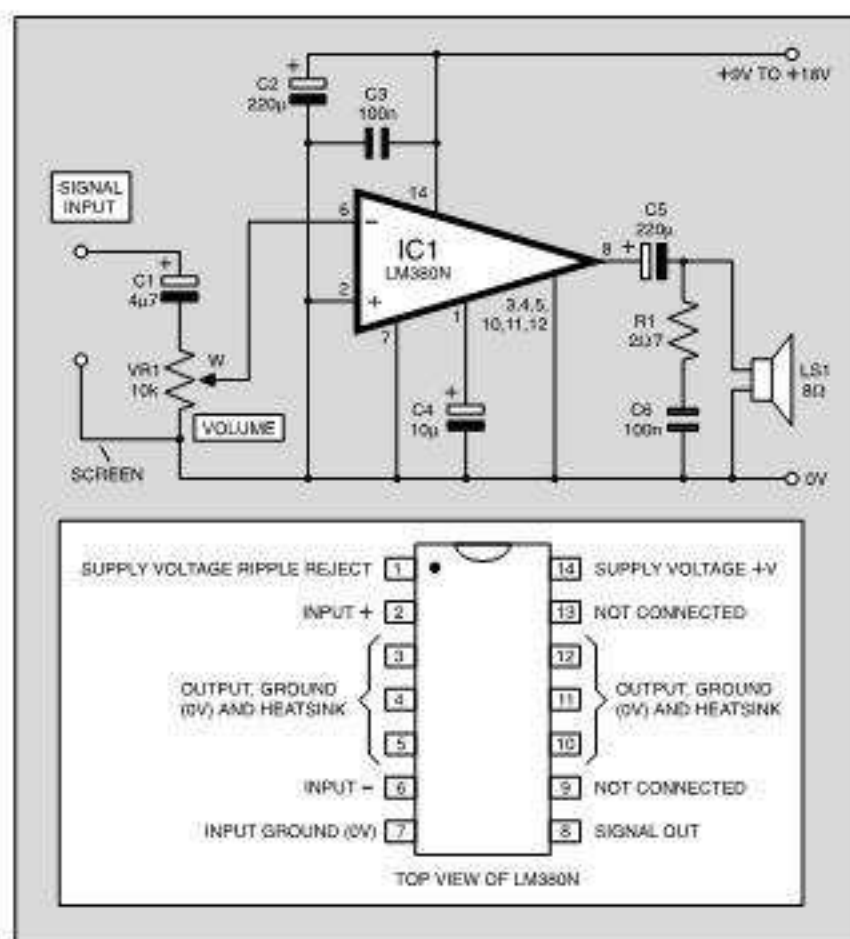 C2
220µ
C3
100n
+9V TO +18V
SIGNAL
INPUT
C1
4µ7
VR1
10k
W
VOLUME
SCREEN
6
−
2
+
14
IC1
LM380N
7
1
3,4,5,
10,11,12
8
C4
10µ
C5
220µ
R1
2Ω7
C6
100n
LS1
8Ω
0V
SUPPLY VOLTAGE RIPPLE REJECT 1
14 SUPPLY VOLTAGE +V
INPUT + 2
13 NOT CONNECTED
3
12
OUTPUT, GROUND
(0V) AND HEATSINK
4
11
OUTPUT, GROUND
(0V) AND HEATSINK
5
10
INPUT − 6
9 NOT CONNECTED
INPUT GROUND (0V) 7
8 SIGNAL OUT
TOP VIEW OF LM380N